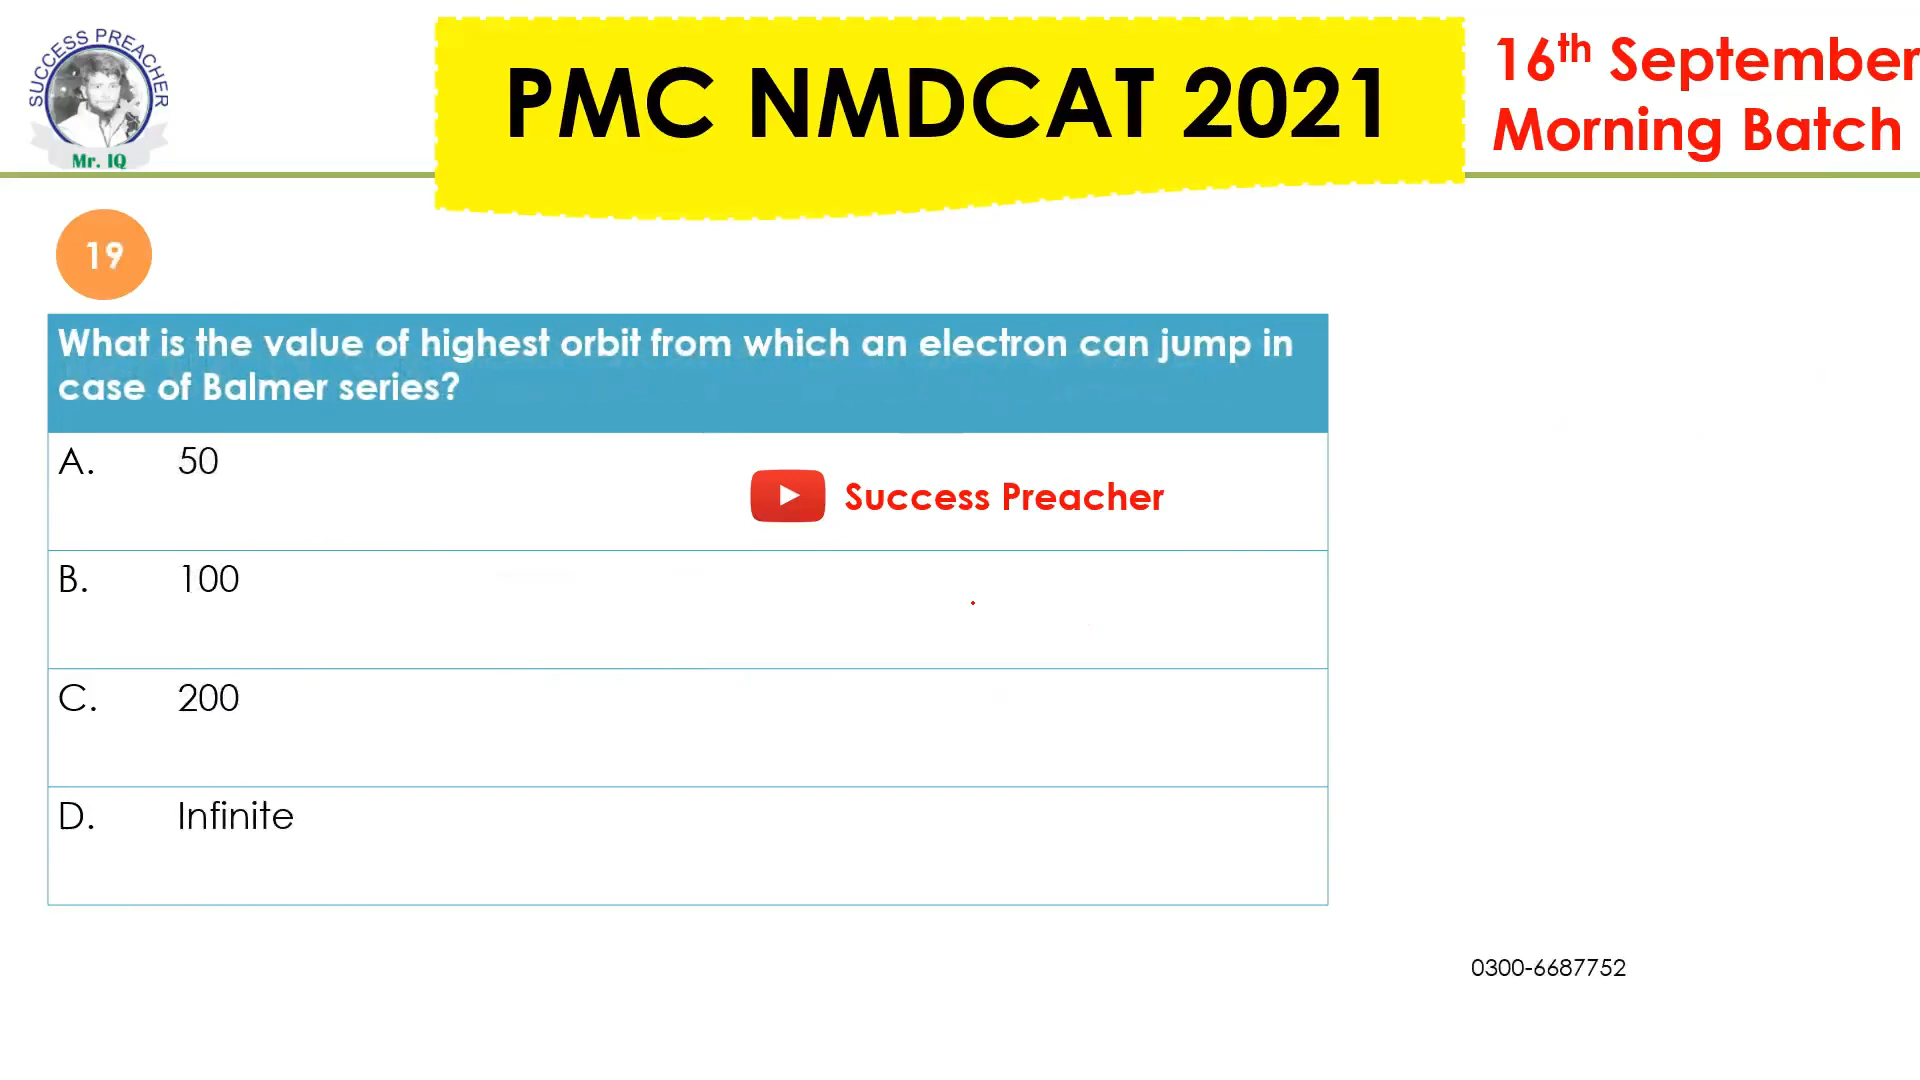 SUCCESS PREACHER
Mr. IQ
PMC NMDCAT 2021
16th September
Morning Batch
19
What is the value of highest orbit from which an electron can jump in
case of Balmer series?
A. 50
Success Preacher
B. 100
C. 200
D. Infinite
0300-6687752